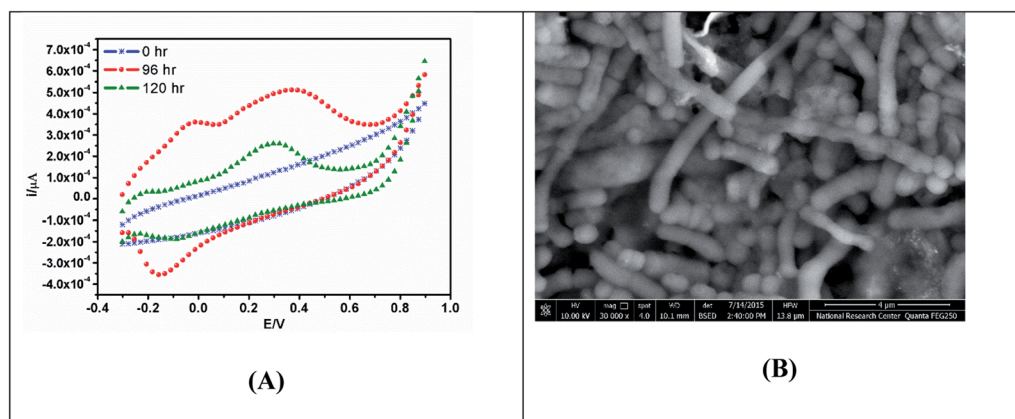 7.0x10⁻⁴
6.0x10⁻⁴
5.0x10⁻⁴
4.0x10⁻⁴
3.0x10⁻⁴
2.0x10⁻⁴
1.0x10⁻⁴
0.0
-1.0x10⁻⁴
-2.0x10⁻⁴
-3.0x10⁻⁴
-4.0x10⁻⁴
i/µA
0 hr
96 hr
120 hr
-0.4 -0.2 0.0 0.2 0.4 0.6 0.8 1.0
E/V
(A)
HV mag spot WD det 7/14/2015 HFW 4 µm
10.00 kV 30 000 x 4.0 10.1 mm BSED 2:40:00 PM 13.8 µm National Research Center Quanta FEG250
(B)